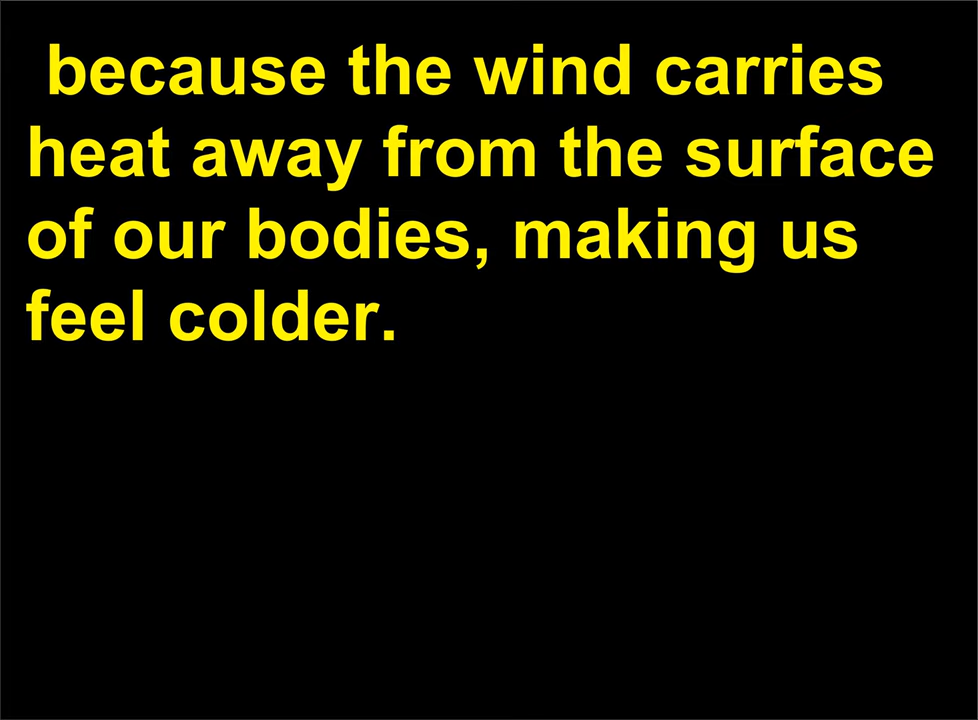 because the wind carries
heat away from the surface
of our bodies, making us
feel colder.